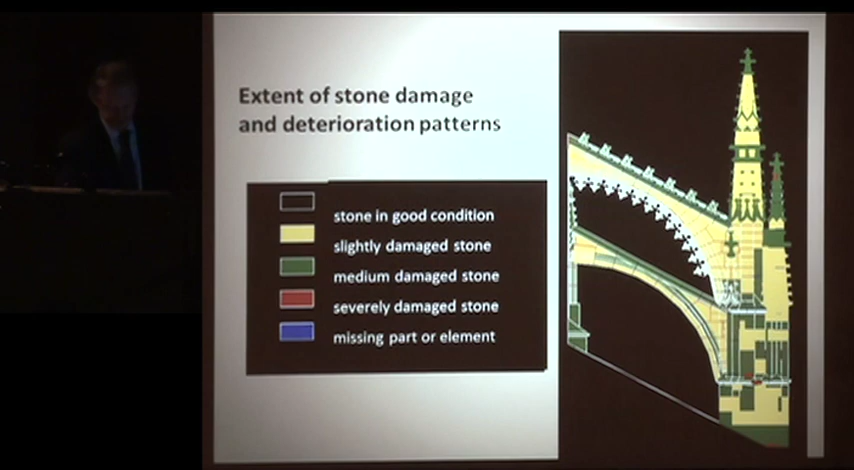 Extent of stone damage
and deterioration patterns
stone in good condition
slightly damaged stone
medium damaged stone
severely damaged stone
missing part or element